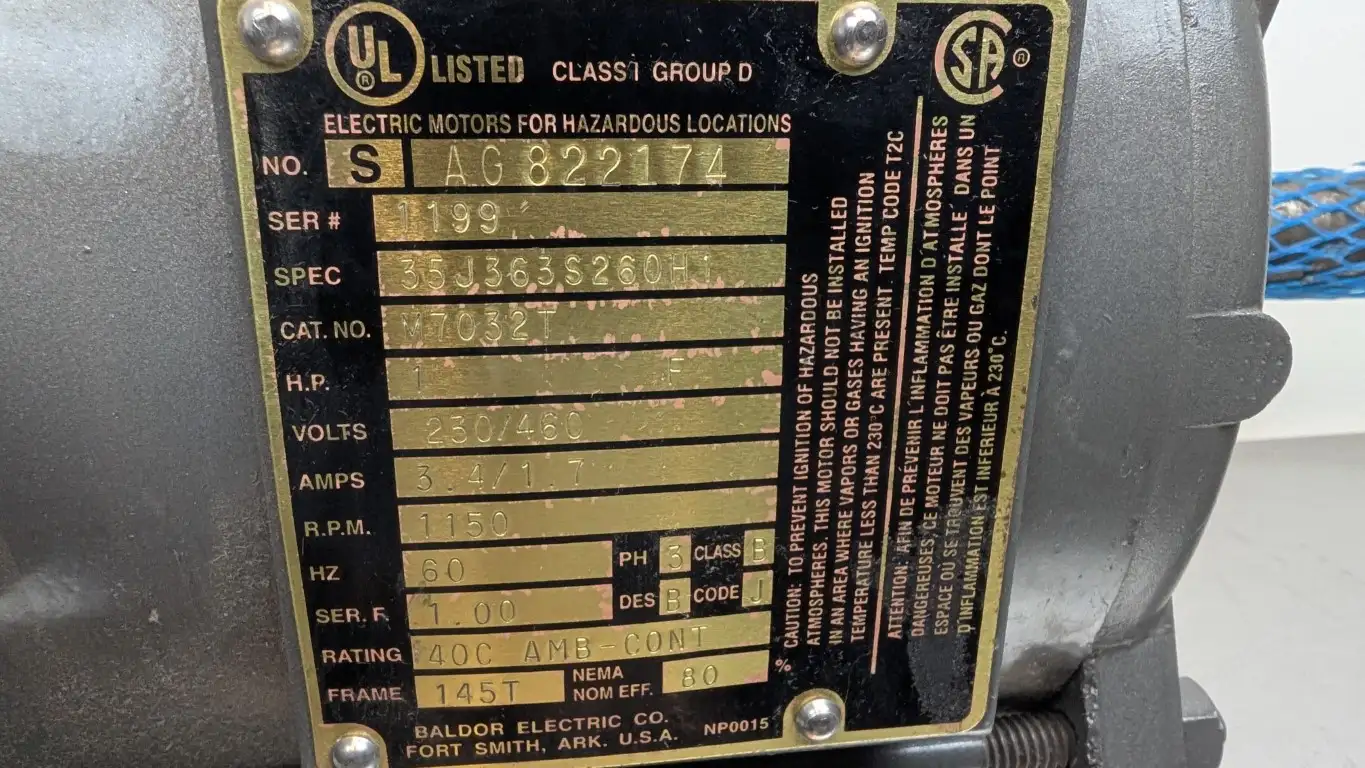 UL ® LISTED CLASS I GROUP D
SA ®
ELECTRIC MOTORS FOR HAZARDOUS LOCATIONS
NO. S AG 822174
SER # 1199
SPEC 35J363S260H1
CAT. NO. M7032T
H.P. 1 F
VOLTS 230/460
AMPS 3.4/1.7
R.P.M. 1150
HZ 60 PH 3 CLASS B
SER. F. 1.00 DES B CODE J
RATING 40C AMB-CONT
FRAME 145T NEMA NOM EFF. 80 %
BALDOR ELECTRIC CO.
FORT SMITH, ARK. U.S.A. NP0015
CAUTION: TO PREVENT IGNITION OF HAZARDOUS
ATMOSPHERES, THIS MOTOR SHOULD NOT BE INSTALLED
IN AN AREA WHERE VAPORS OR GASES HAVING AN IGNITION
TEMPERATURE LESS THAN 230°C ARE PRESENT. TEMP CODE T2C
ATTENTION: AFIN DE PRÉVENIR L INFLAMMATION D'ATMOSPHÈRES
DANGEREUSES, CE MOTEUR NE DOIT PAS ÊTRE INSTALLÉ, DANS UN
ESPACE OU SE TROUVENT DES VAPEURS OU GAZ DONT LE POINT
D'INFLAMMATION EST INFERIEUR À 230°C.